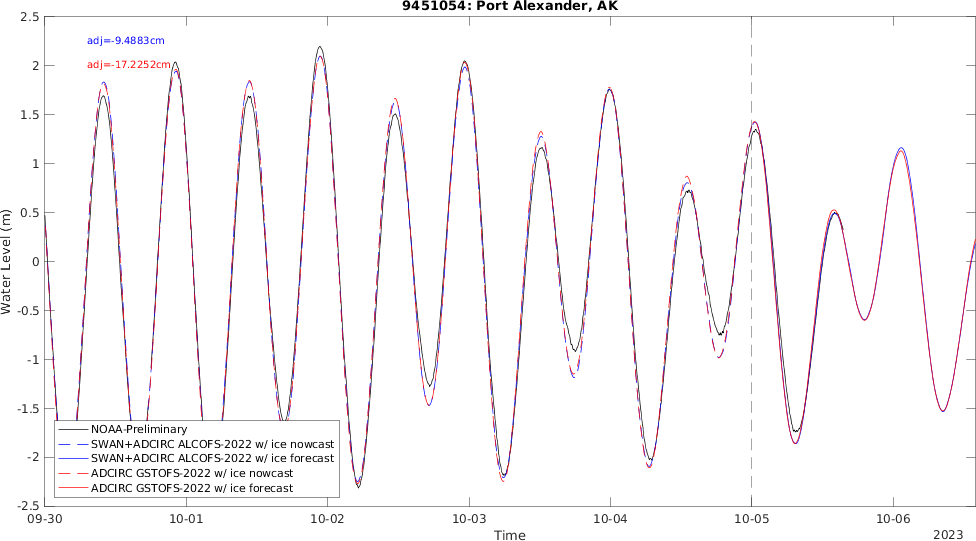 9451054: Port Alexander, AK
adj=-9.4883cm
adj=-17.2252cm
2.5
2
1.5
1
0.5
0
-0.5
-1
-1.5
-2
-2.5
Water Level (m)
NOAA-Preliminary
SWAN+ADCIRC ALCOFS-2022 w/ ice nowcast
SWAN+ADCIRC ALCOFS-2022 w/ ice forecast
ADCIRC GSTOFS-2022 w/ ice nowcast
ADCIRC GSTOFS-2022 w/ ice forecast
09-30 10-01 10-02 10-03 10-04 10-05 10-06
Time
2023